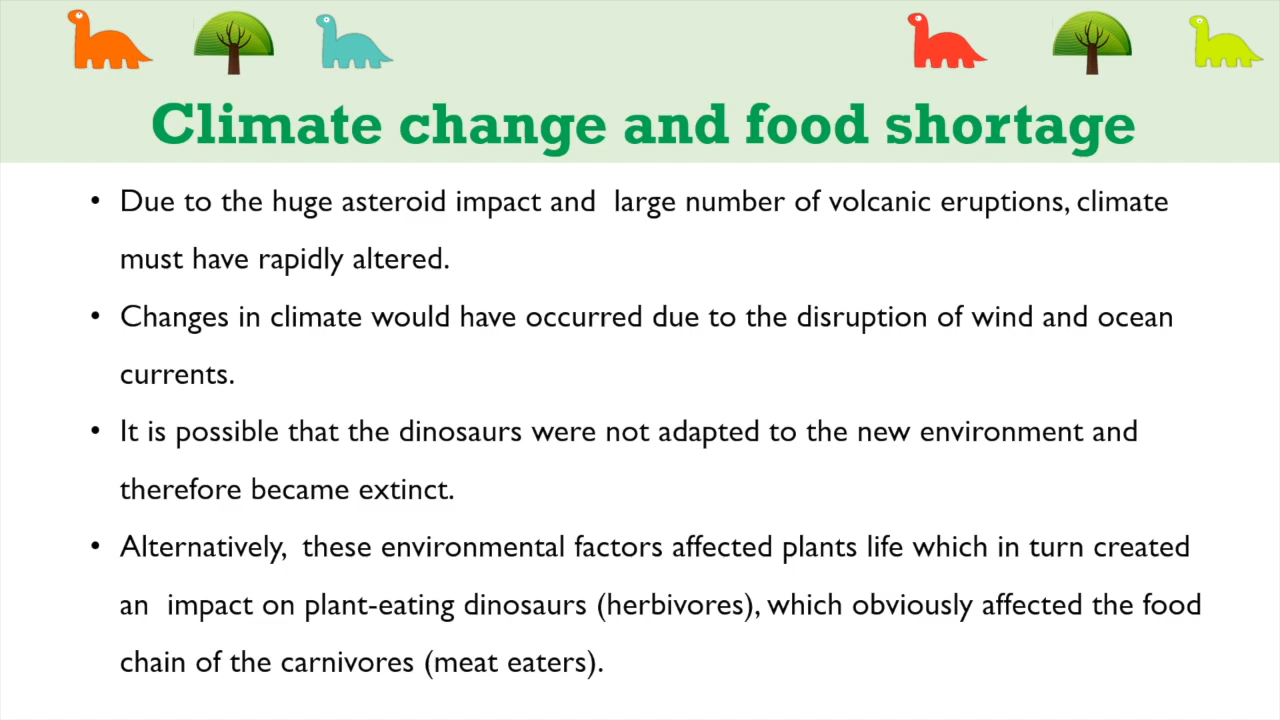 Climate change and food shortage
• Due to the huge asteroid impact and  large number of volcanic eruptions, climate
must have rapidly altered.
• Changes in climate would have occurred due to the disruption of wind and ocean
currents.
• It is possible that the dinosaurs were not adapted to the new environment and
therefore became extinct.
• Alternatively,  these environmental factors affected plants life which in turn created
an  impact on plant-eating dinosaurs (herbivores), which obviously affected the food
chain of the carnivores (meat eaters).